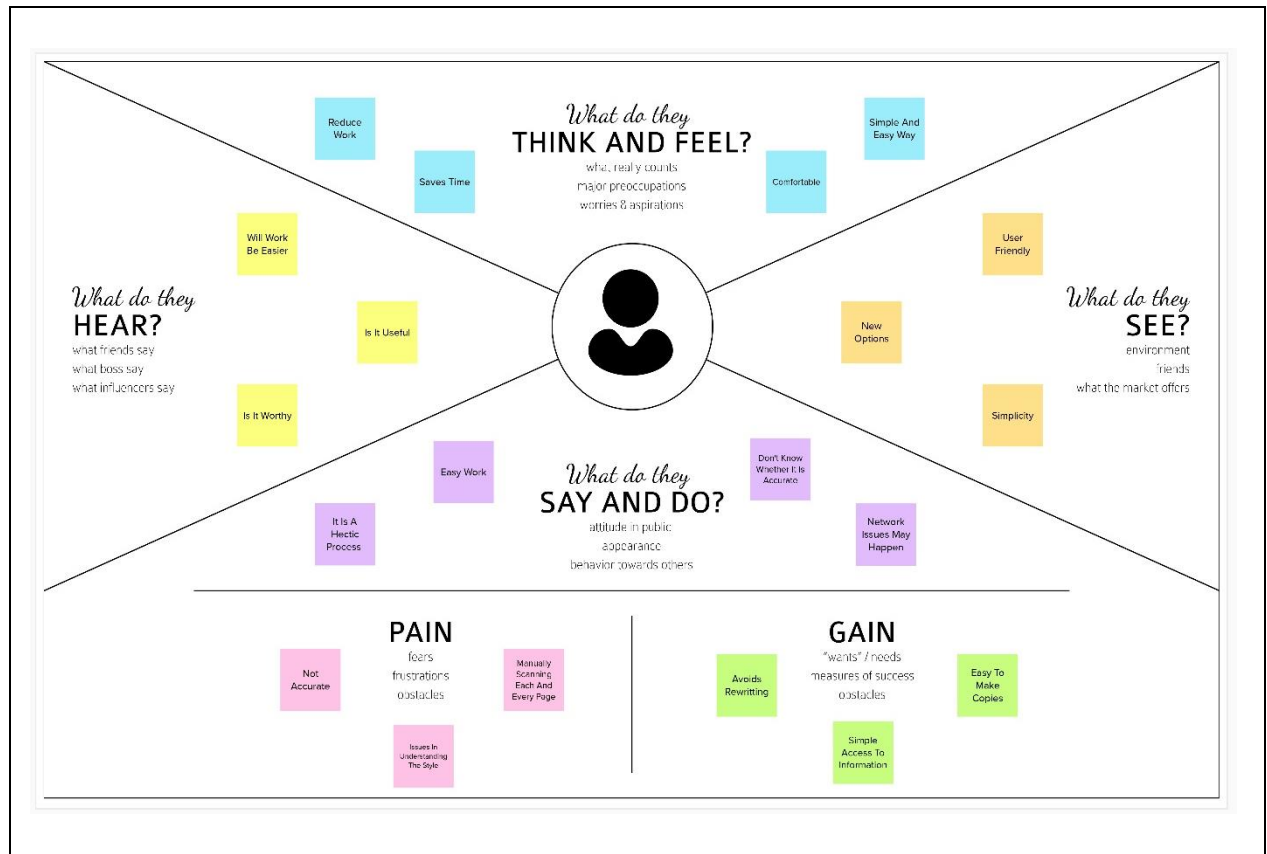 What do they
THINK AND FEEL?
what really counts
major preoccupations
worries & aspirations
Reduce
Work
Saves Time
Comfortable
Simple And
Easy Way
What do they
HEAR?
what friends say
what boss say
what influencers say
Will Work
Be Easier
Is It Useful
Is It Worthy
What do they
SEE?
environment
friends
what the market offers
User
Friendly
New
Options
Simplicity
What do they
SAY AND DO?
attitude in public
appearance
behavior towards others
Easy Work
It Is A
Hectic
Process
Don't Know
Whether It Is
Accurate
Network
Issues May
Happen
PAIN
fears
frustrations
obstacles
Not
Accurate
Manually
Scanning
Each And
Every Page
Issues In
Understanding
The Style
GAIN
"wants" / needs
measures of success
obstacles
Avoids
Rewritting
Easy To
Make
Copies
Simple
Access To
Information